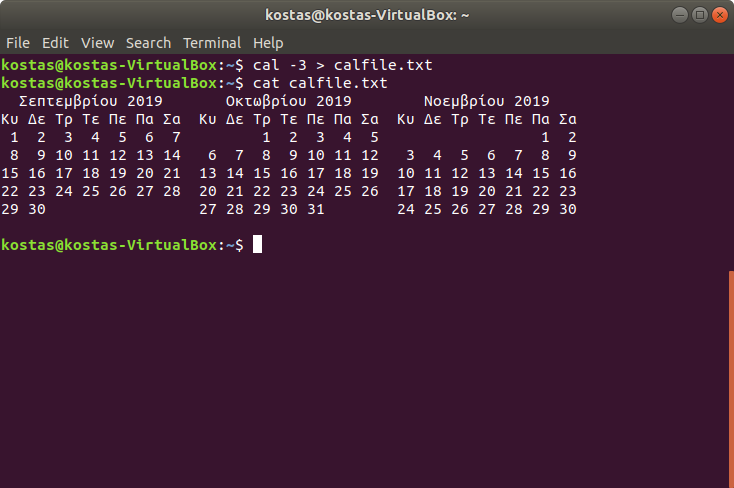 kostas@kostas-VirtualBox: ~
File Edit View Search Terminal Help
kostas@kostas-VirtualBox:~$ cal -3 > calfile.txt
kostas@kostas-VirtualBox:~$ cat calfile.txt
  Σεπτεμβρίου 2019       Οκτωβρίου 2019        Νοεμβρίου 2019
Κυ Δε Τρ Τε Πε Πα Σα  Κυ Δε Τρ Τε Πε Πα Σα  Κυ Δε Τρ Τε Πε Πα Σα
 1  2  3  4  5  6  7         1  2  3  4  5                  1  2
 8  9 10 11 12 13 14   6  7  8  9 10 11 12   3  4  5  6  7  8  9
15 16 17 18 19 20 21  13 14 15 16 17 18 19  10 11 12 13 14 15 16
22 23 24 25 26 27 28  20 21 22 23 24 25 26  17 18 19 20 21 22 23
29 30                 27 28 29 30 31        24 25 26 27 28 29 30
kostas@kostas-VirtualBox:~$